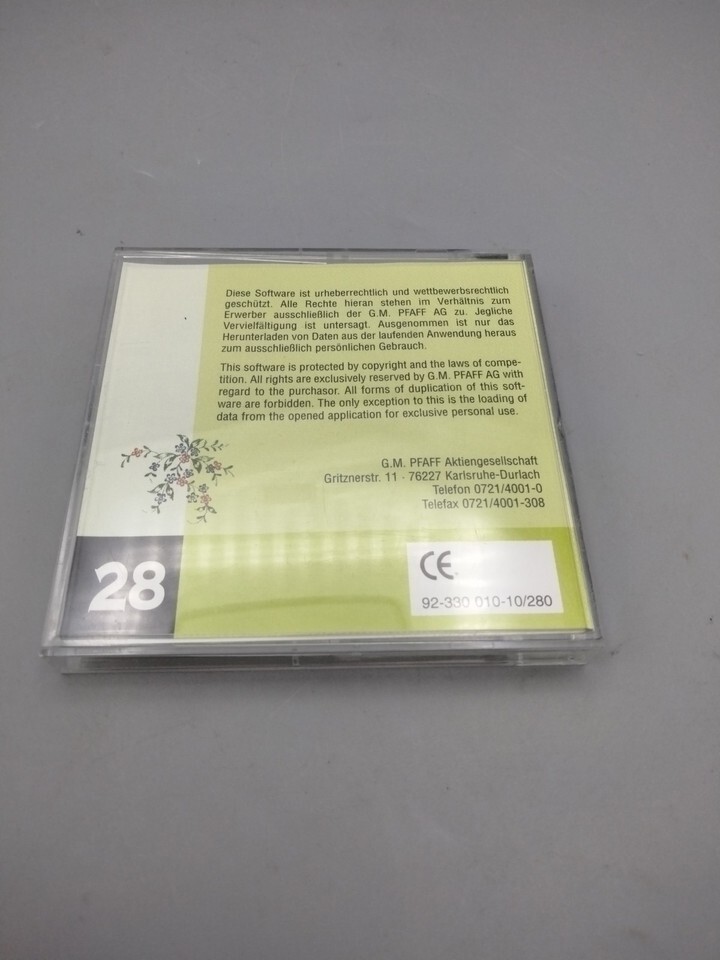 Diese Software ist urheberrechtlich und wettbewerbsrechtlich
geschützt. Alle Rechte hieran stehen im Verhältnis zum
Erwerber ausschließlich der G.M. PFAFF AG zu. Jegliche
Vervielfältigung ist untersagt. Ausgenommen ist nur das
Herunterladen von Daten aus der laufenden Anwendung heraus
zum ausschließlich persönlichen Gebrauch.
This software is protected by copyright and the laws of compe-
tition. All rights are exclusively reserved by G.M. PFAFF AG with
regard to the purchasor. All forms of duplication of this soft-
ware are forbidden. The only exception to this is the loading of
data from the opened application for exclusive personal use.
G.M. PFAFF Aktiengesellschaft
Gritznerstr. 11 · 76227 Karlsruhe-Durlach
Telefon 0721/4001-0
Telefax 0721/4001-308
28
CE
92-330 010-10/280